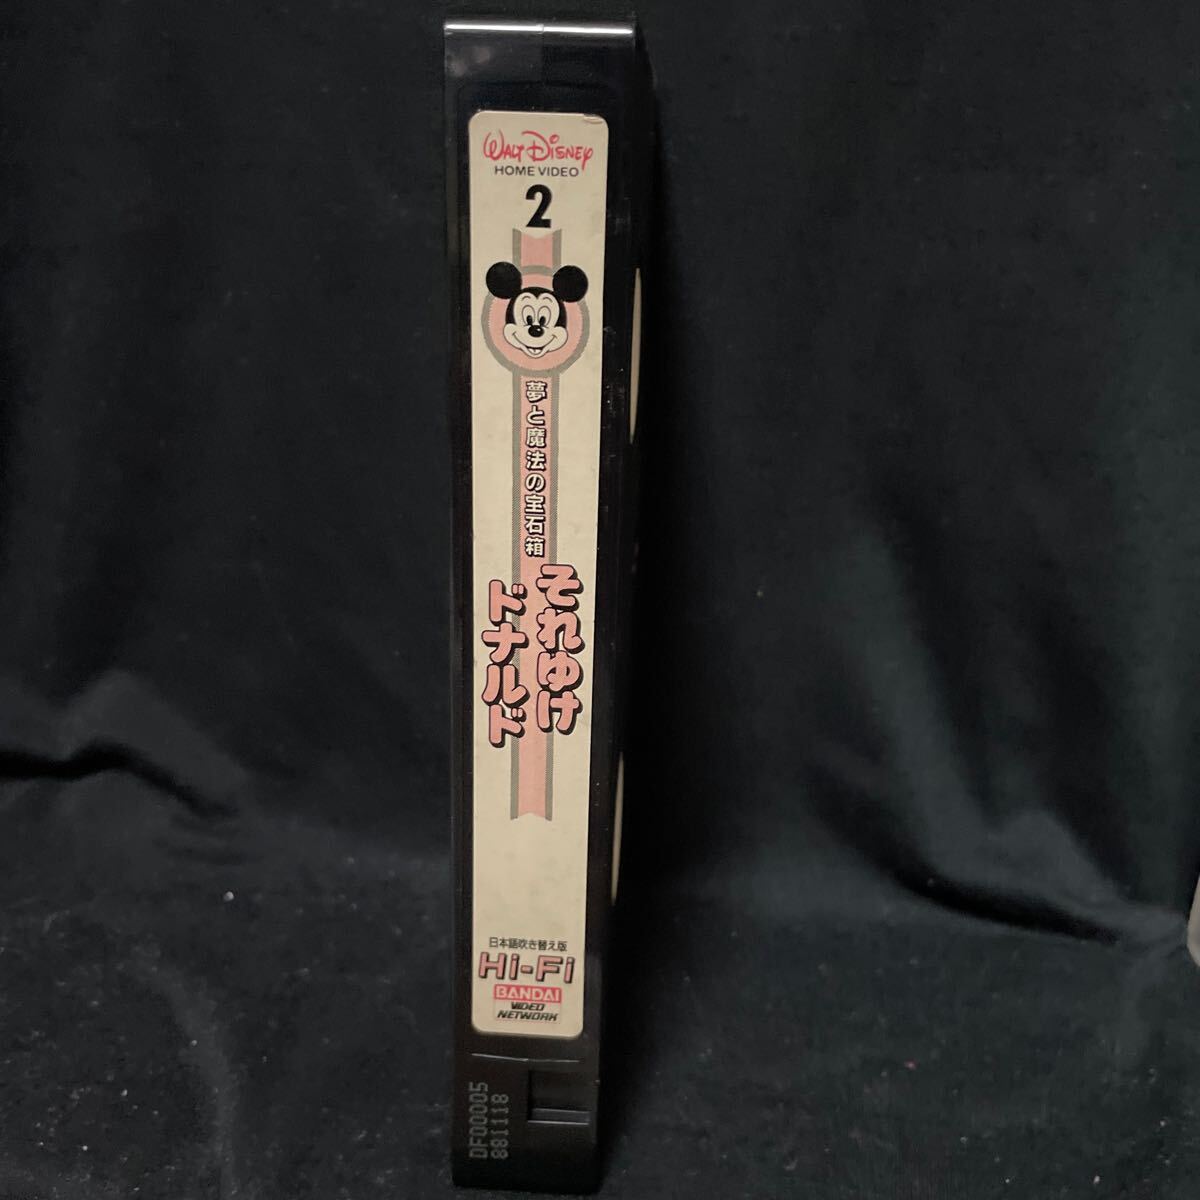 WALT DISNEY
HOME VIDEO
2
夢と魔法の宝石箱
それゆけ
ドナルド
日本語吹き替え版
Hi-Fi
BANDAI
VIDEO
NETWORK
DF00005
881118